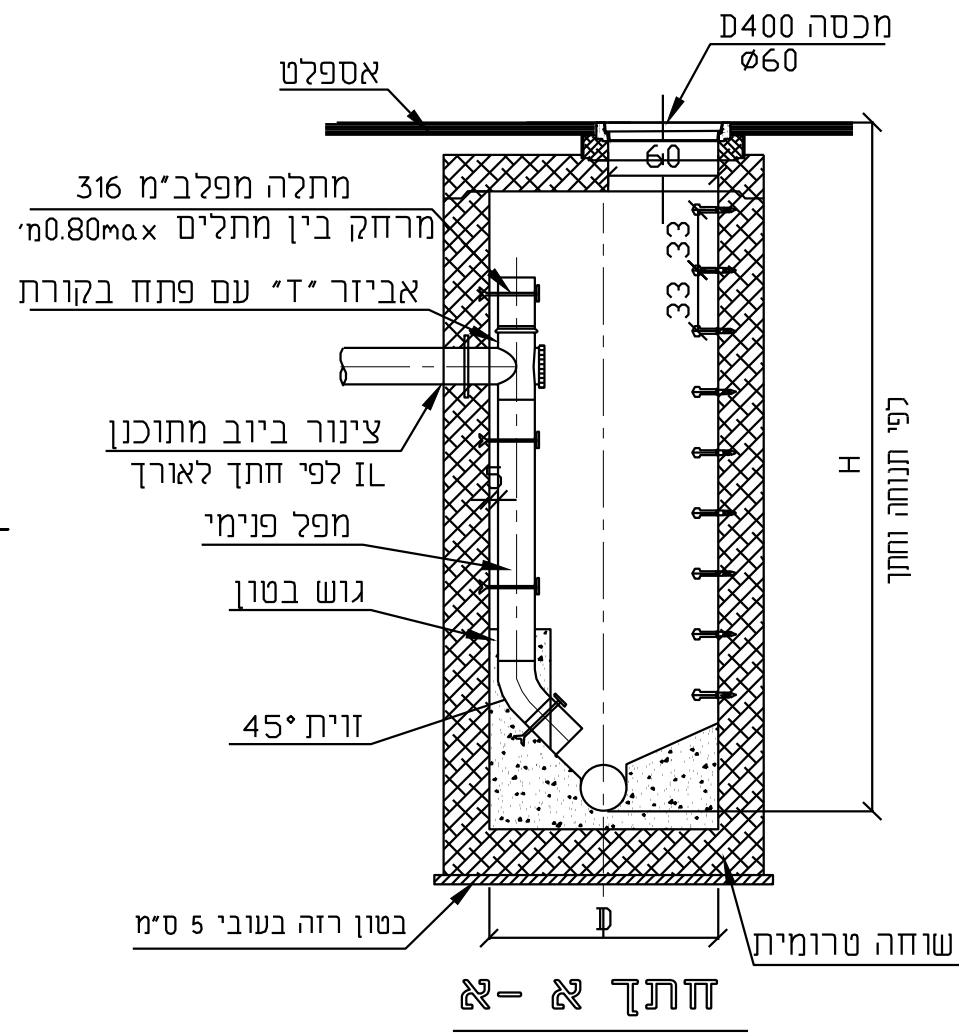 מכסה D400
Ø60
אספלט
60
מתלה מפלב"מ 316
מרחק בין מתלים 0.80maxמ'
33
33
אביזר "T" עם פתח בקורת
צינור ביוב מתוכנן
IL לפי חתך לאורך
5
H
לפי תנוחה וחתך
מפל פנימי
גוש בטון
זוית 45°
בטון רזה בעובי 5 ס"מ
D
שוחה טרומית
חתך א - א